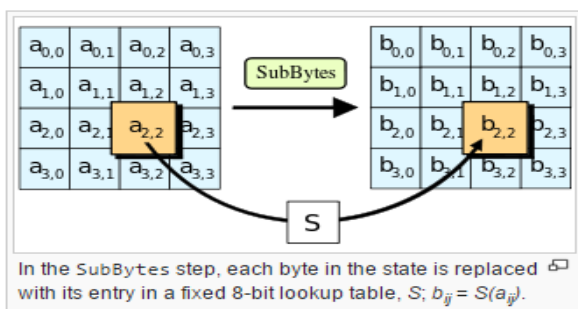 a0,0 a0,1 a0,2 a0,3 b0,0 b0,1 b0,2 b0,3
SubBytes
a1,0 a1,1 a1,2 a1,3 b1,0 b1,1 b1,2 b1,3
a2,0 a2,1 a2,2 a2,3 b2,0 b2,1 b2,2 b2,3
a3,0 a3,1 a3,2 a3,3 b3,0 b3,1 b3,2 b3,3
S
In the SubBytes step, each byte in the state is replaced
with its entry in a fixed 8-bit lookup table, S; bij = S(aij).